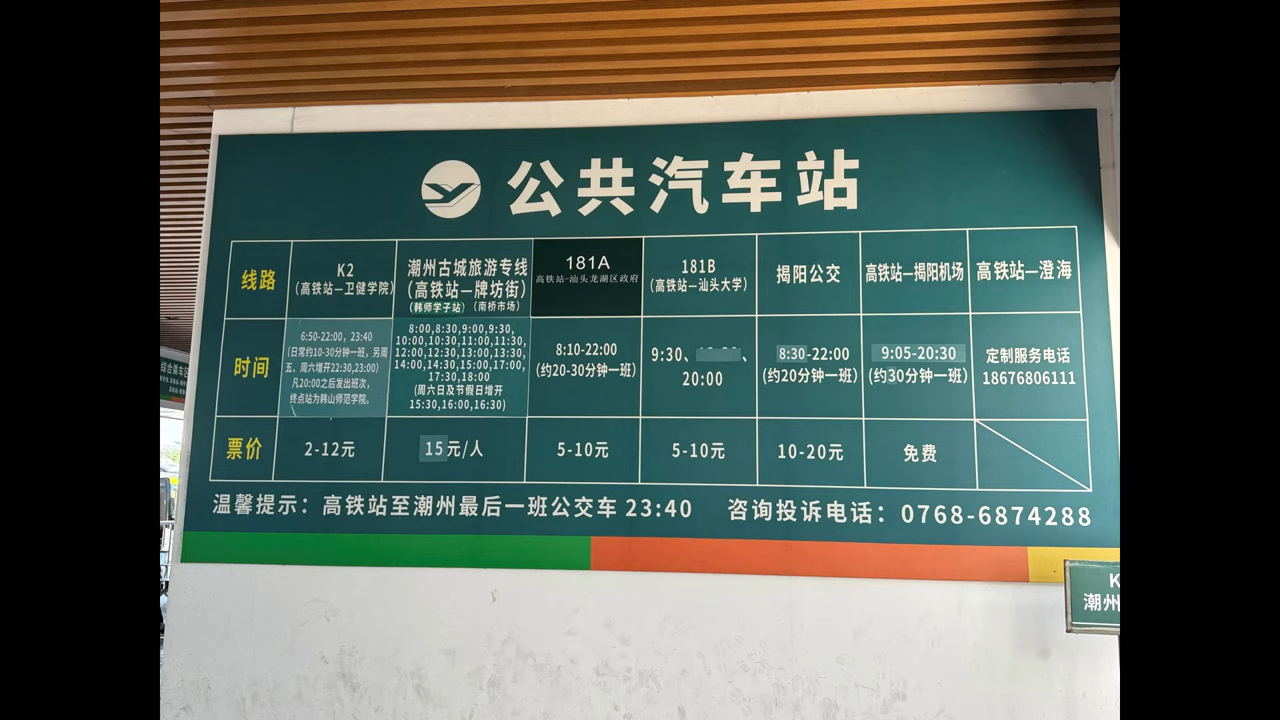 公共汽车站
线路
K2
(高铁站—卫健学院)
潮州古城旅游专线
(高铁站—牌坊街)
(韩师学子站)(南桥市场)
181A
高铁站-汕头龙湖区政府
181B
(高铁站—汕头大学)
揭阳公交
高铁站—揭阳机场
高铁站—澄海
时间
6:50-22:00，23:40
(日常约10-30分钟一班，另周
五、周六增开22:30,23:00)
凡20:00之后发出班次，
终点站为韩山师范学院。
8:00,8:30,9:00,9:30,
10:00,10:30,11:00,11:30,
12:00,12:30,13:00,13:30,
14:00,14:30,15:00,17:00,
17:30,18:00
(周六日及节假日增开
15:30,16:00,16:30)
8:10-22:00
(约20-30分钟一班)
9:30、
、
20:00
8:30-22:00
(约20分钟一班)
9:05-20:30
(约30分钟一班)
定制服务电话
18676806111
票价
2-12元
15元/人
5-10元
5-10元
10-20元
免费
温馨提示：高铁站至潮州最后一班公交车 23:40
咨询投诉电话：0768-6874288
综合乘车区
K
潮州